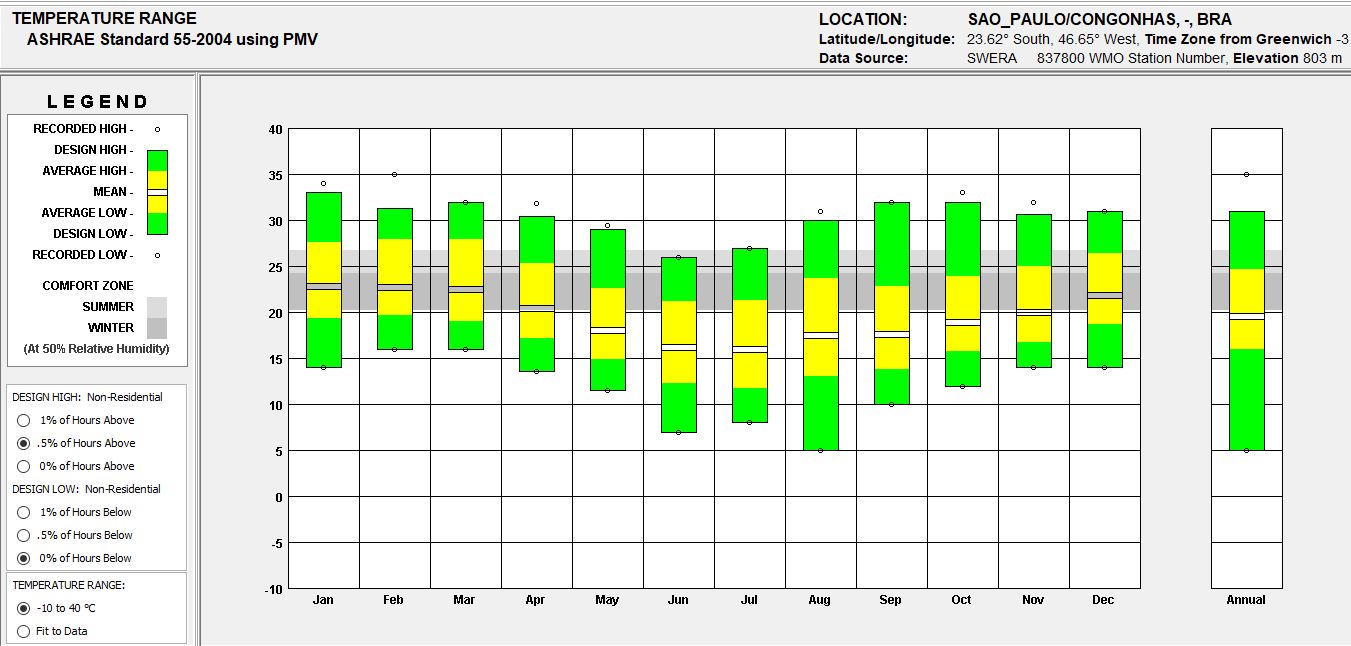 TEMPERATURE RANGE
ASHRAE Standard 55-2004 using PMV
LOCATION: SAO_PAULO/CONGONHAS, -, BRA
Latitude/Longitude: 23.62° South, 46.65° West, Time Zone from Greenwich -3
Data Source: SWERA 837800 WMO Station Number, Elevation 803 m
LEGEND
RECORDED HIGH -
DESIGN HIGH -
AVERAGE HIGH -
MEAN -
AVERAGE LOW -
DESIGN LOW -
RECORDED LOW -
COMFORT ZONE
SUMMER
WINTER
(At 50% Relative Humidity)
DESIGN HIGH: Non-Residential
1% of Hours Above
.5% of Hours Above
0% of Hours Above
DESIGN LOW: Non-Residential
1% of Hours Below
.5% of Hours Below
0% of Hours Below
TEMPERATURE RANGE:
-10 to 40 °C
Fit to Data
40
35
30
25
20
15
10
5
0
-5
-10
Jan Feb Mar Apr May Jun Jul Aug Sep Oct Nov Dec Annual